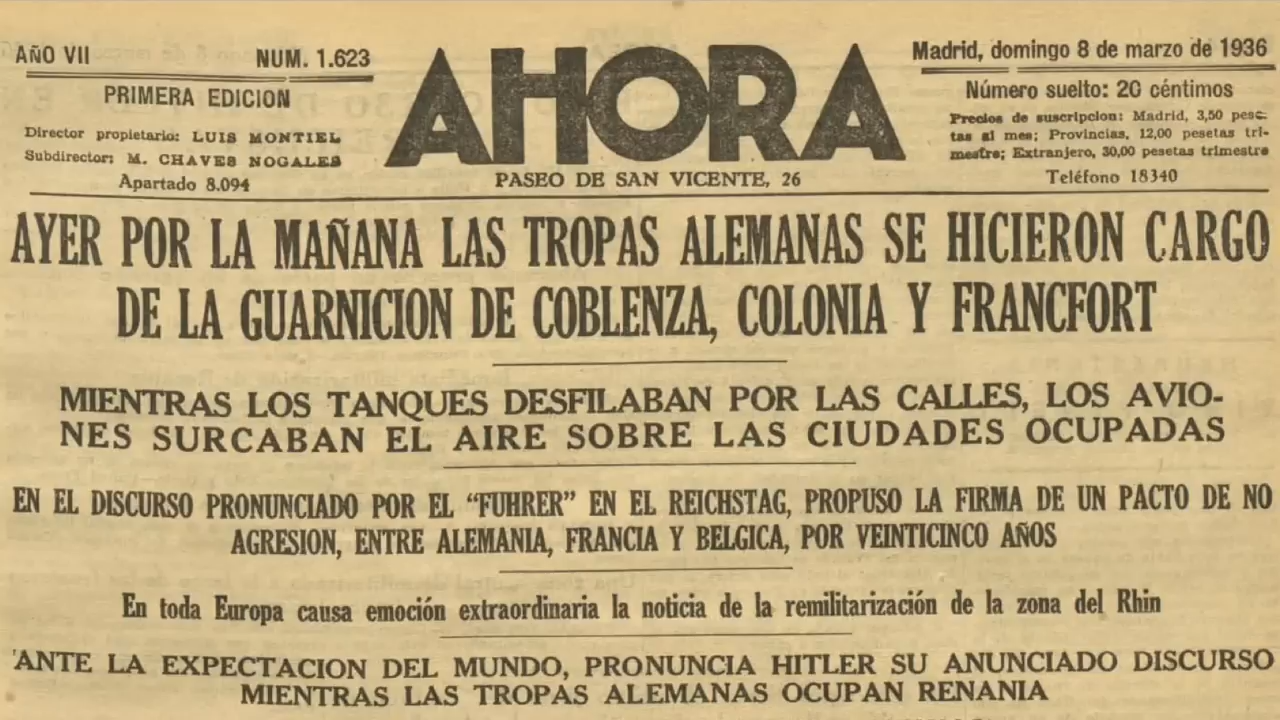 AÑO VII
NUM. 1.623
PRIMERA EDICION
Director propietario: LUIS MONTIEL
Subdirector: M. CHAVES NOGALES
Apartado 8.094
AHORA
PASEO DE SAN VICENTE, 26
Madrid, domingo 8 de marzo de 1936
Número suelto: 20 céntimos
Precios de suscripcion: Madrid, 3,50 pese-
tas al mes; Provincias, 12,00 pesetas tri-
mestre; Extranjero, 30,00 pesetas trimestre
Teléfono 18340
AYER POR LA MAÑANA LAS TROPAS ALEMANAS SE HICIERON CARGO
DE LA GUARNICION DE COBLENZA, COLONIA Y FRANCFORT
MIENTRAS LOS TANQUES DESFILABAN POR LAS CALLES, LOS AVIO-
NES SURCABAN EL AIRE SOBRE LAS CIUDADES OCUPADAS
EN EL DISCURSO PRONUNCIADO POR EL “FUHRER” EN EL REICHSTAG, PROPUSO LA FIRMA DE UN PACTO DE NO
AGRESION, ENTRE ALEMANIA, FRANCIA Y BELGICA, POR VEINTICINCO AÑOS
En toda Europa causa emoción extraordinaria la noticia de la remilitarización de la zona del Rhin
ANTE LA EXPECTACION DEL MUNDO, PRONUNCIA HITLER SU ANUNCIADO DISCURSO
MIENTRAS LAS TROPAS ALEMANAS OCUPAN RENANIA